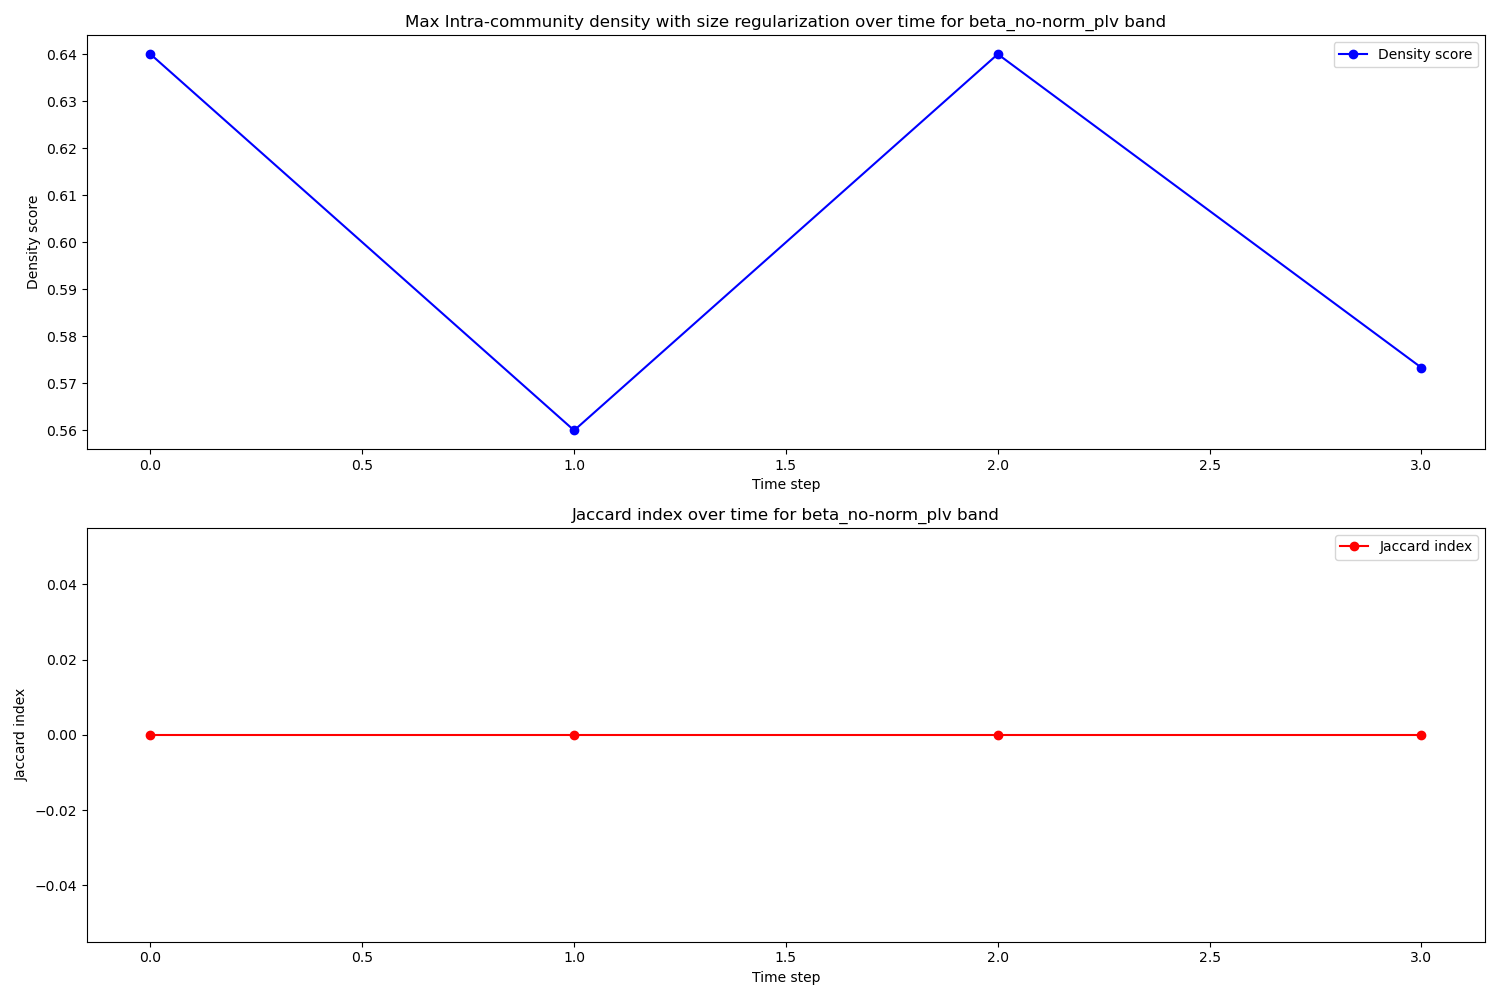 Max Intra-community density with size regularization over time for beta_no-norm_plv band
Density score
0.64
0.63
0.62
0.61
0.60
0.59
0.58
0.57
0.56
Density score
0.0 0.5 1.0 1.5 2.0 2.5 3.0
Time step
Jaccard index over time for beta_no-norm_plv band
Jaccard index
0.04
0.02
0.00
−0.02
−0.04
Jaccard index
0.0 0.5 1.0 1.5 2.0 2.5 3.0
Time step